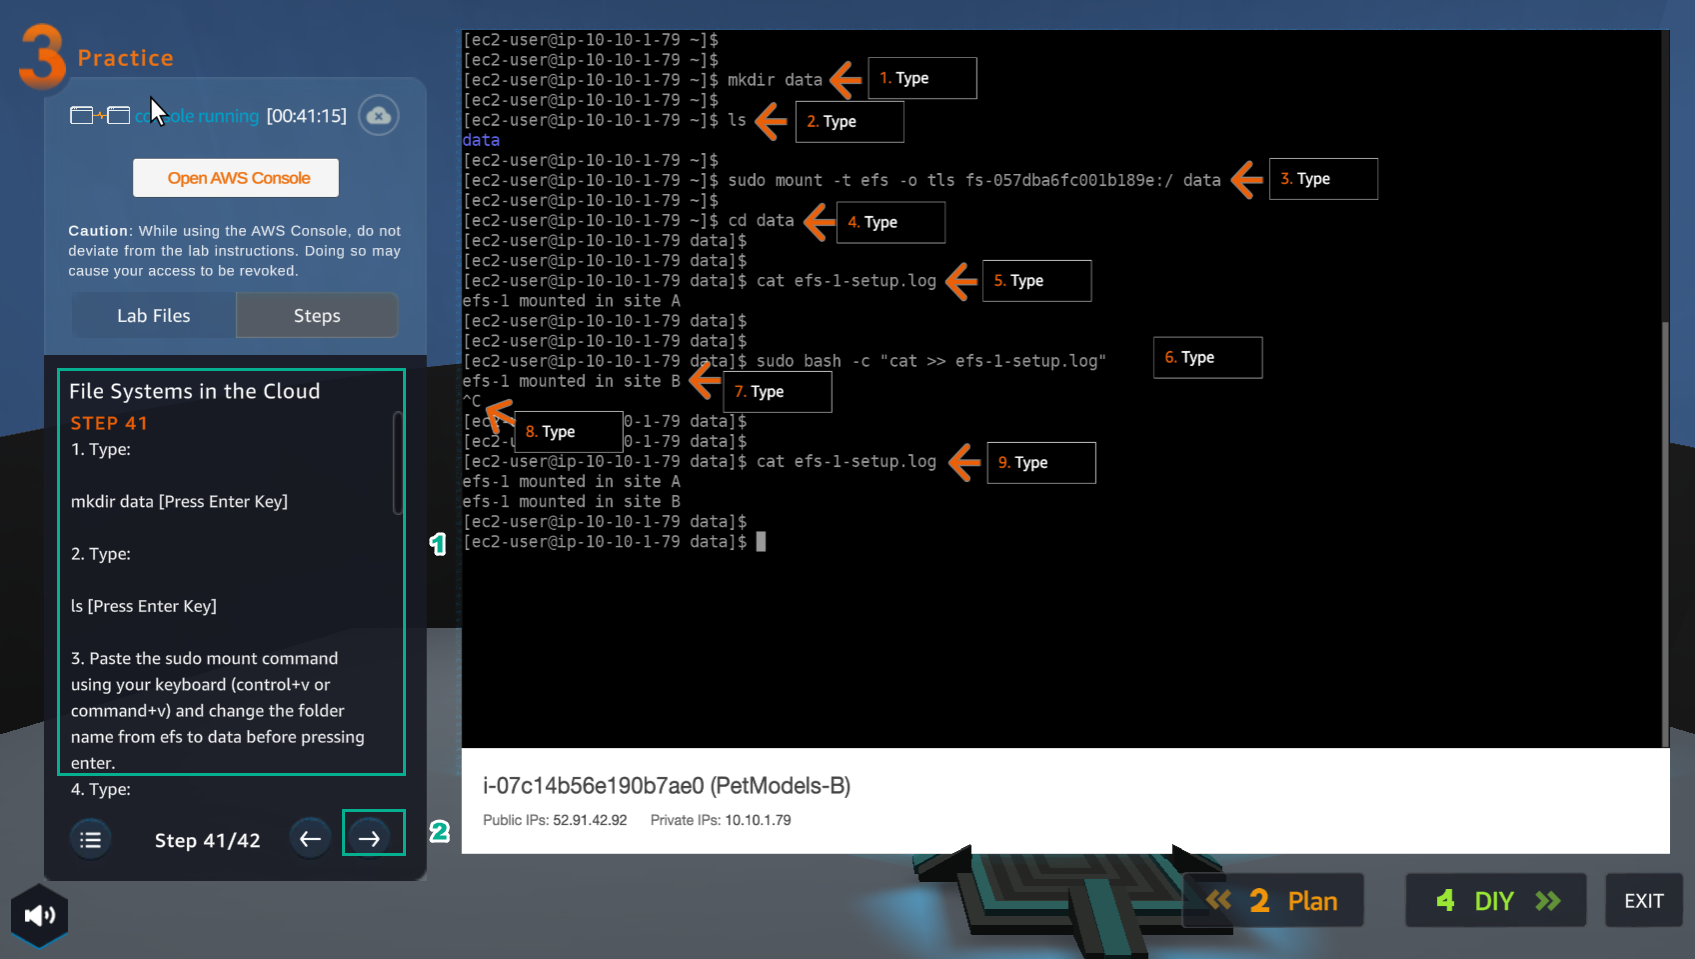 3 Practice
console running [00:41:15]
Open AWS Console
Caution: While using the AWS Console, do not
deviate from the lab instructions. Doing so may
cause your access to be revoked.
Lab Files
Steps
File Systems in the Cloud
STEP 41
1. Type:
mkdir data [Press Enter Key]
2. Type:
ls [Press Enter Key]
3. Paste the sudo mount command
using your keyboard (control+v or
command+v) and change the folder
name from efs to data before pressing
enter.
4. Type:
Step 41/42
1
2
[ec2-user@ip-10-10-1-79 ~]$
[ec2-user@ip-10-10-1-79 ~]$
[ec2-user@ip-10-10-1-79 ~]$ mkdir data
1. Type
[ec2-user@ip-10-10-1-79 ~]$
[ec2-user@ip-10-10-1-79 ~]$ ls
2. Type
data
[ec2-user@ip-10-10-1-79 ~]$
[ec2-user@ip-10-10-1-79 ~]$ sudo mount -t efs -o tls fs-057dba6fc001b189e:/ data
3. Type
[ec2-user@ip-10-10-1-79 ~]$
[ec2-user@ip-10-10-1-79 ~]$ cd data
4. Type
[ec2-user@ip-10-10-1-79 data]$
[ec2-user@ip-10-10-1-79 data]$
[ec2-user@ip-10-10-1-79 data]$ cat efs-1-setup.log
5. Type
efs-1 mounted in site A
[ec2-user@ip-10-10-1-79 data]$
[ec2-user@ip-10-10-1-79 data]$
[ec2-user@ip-10-10-1-79 data]$ sudo bash -c "cat >> efs-1-setup.log"
6. Type
efs-1 mounted in site B
7. Type
^C
[ec 0-1-79 data]$
8. Type
[ec2-u 0-1-79 data]$
[ec2-user@ip-10-10-1-79 data]$ cat efs-1-setup.log
9. Type
efs-1 mounted in site A
efs-1 mounted in site B
[ec2-user@ip-10-10-1-79 data]$
[ec2-user@ip-10-10-1-79 data]$
i-07c14b56e190b7ae0 (PetModels-B)
Public IPs: 52.91.42.92 Private IPs: 10.10.1.79
2 Plan
4 DIY
EXIT